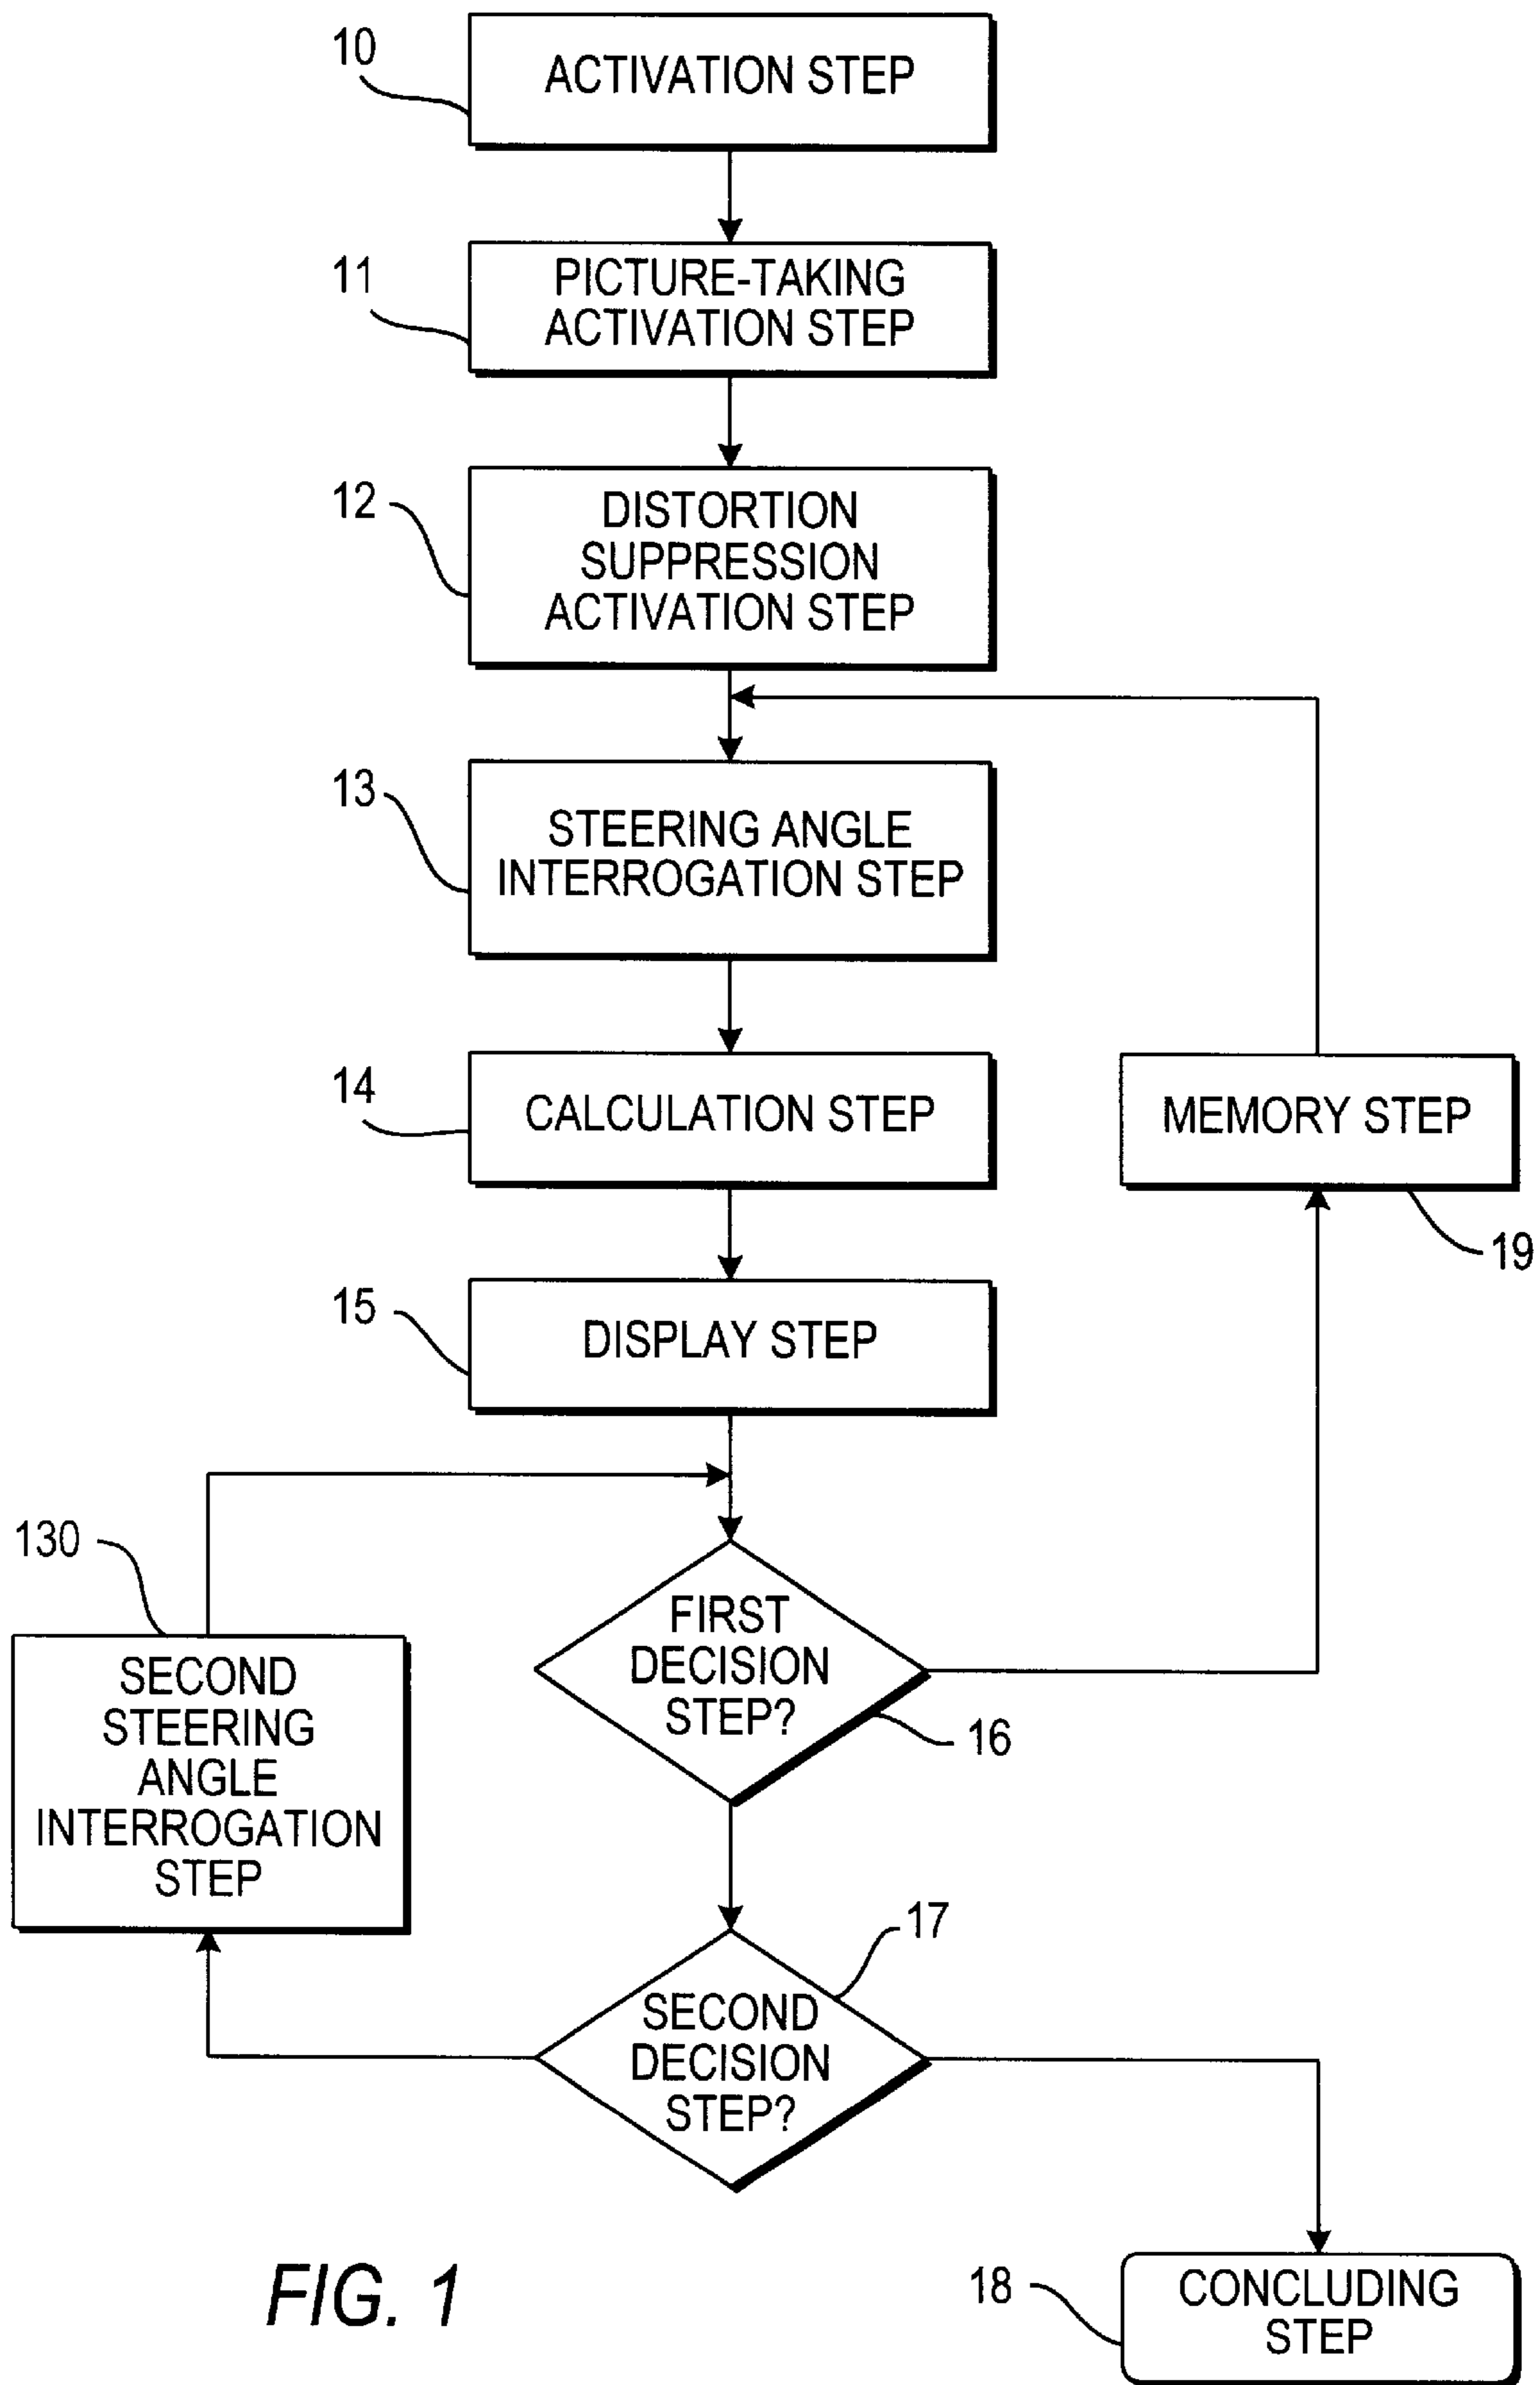 10
ACTIVATION STEP
11
PICTURE-TAKING
ACTIVATION STEP
12
DISTORTION
SUPPRESSION
ACTIVATION STEP
13
STEERING ANGLE
INTERROGATION STEP
14
CALCULATION STEP
MEMORY STEP
19
15
DISPLAY STEP
130
SECOND
STEERING
ANGLE
INTERROGATION
STEP
FIRST
DECISION
STEP?
16
17
SECOND
DECISION
STEP?
18
CONCLUDING
STEP
FIG. 1